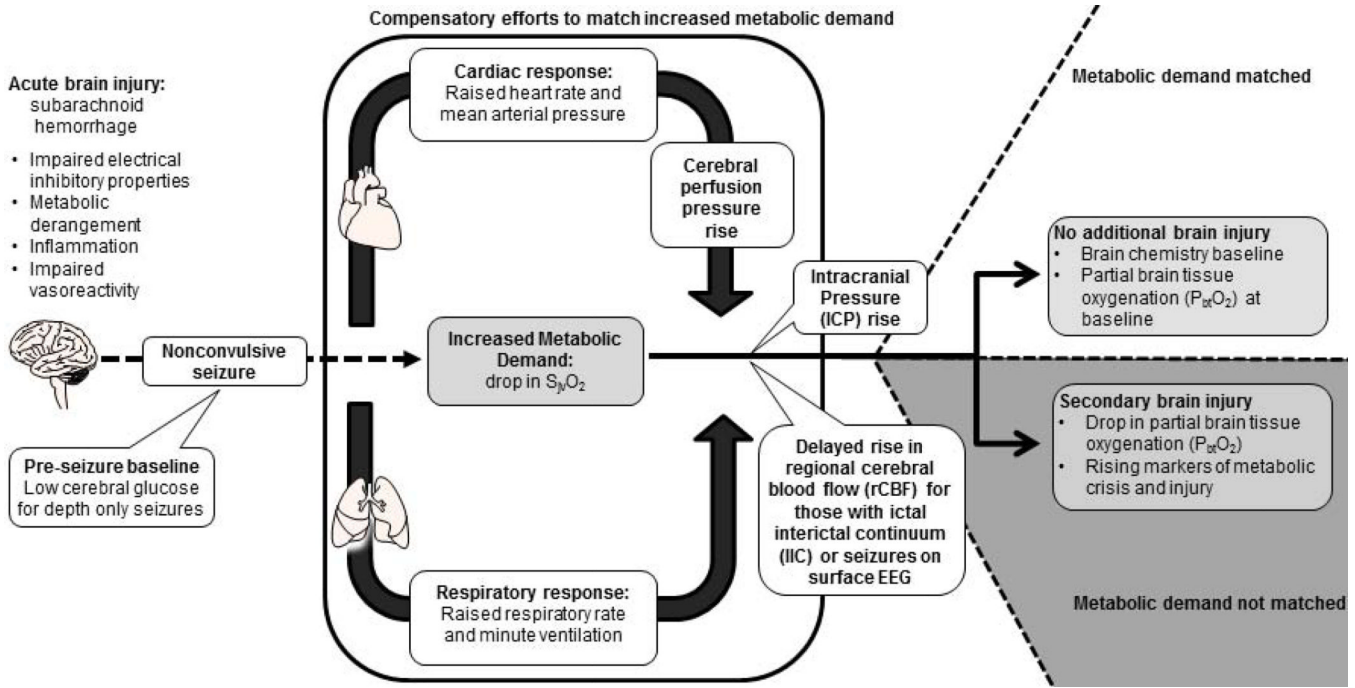 Compensatory efforts to match increased metabolic demand
Acute brain injury:
subarachnoid
hemorrhage
• Impaired electrical
inhibitory properties
• Metabolic
derangement
• Inflammation
• Impaired
vasoreactivity
Nonconvulsive
seizure
Pre-seizure baseline
Low cerebral glucose
for depth only seizures
Cardiac response:
Raised heart rate and
mean arterial pressure
Cerebral
perfusion
pressure
rise
Increased Metabolic
Demand:
drop in SjvO2
Respiratory response:
Raised respiratory rate
and minute ventilation
Intracranial
Pressure
(ICP) rise
Delayed rise in
regional cerebral
blood flow (rCBF) for
those with ictal
interictal continuum
(IIC) or seizures on
surface EEG
Metabolic demand matched
No additional brain injury
• Brain chemistry baseline
• Partial brain tissue
oxygenation (PbtO2) at
baseline
Secondary brain injury
• Drop in partial brain tissue
oxygenation (PbtO2)
• Rising markers of metabolic
crisis and injury
Metabolic demand not matched